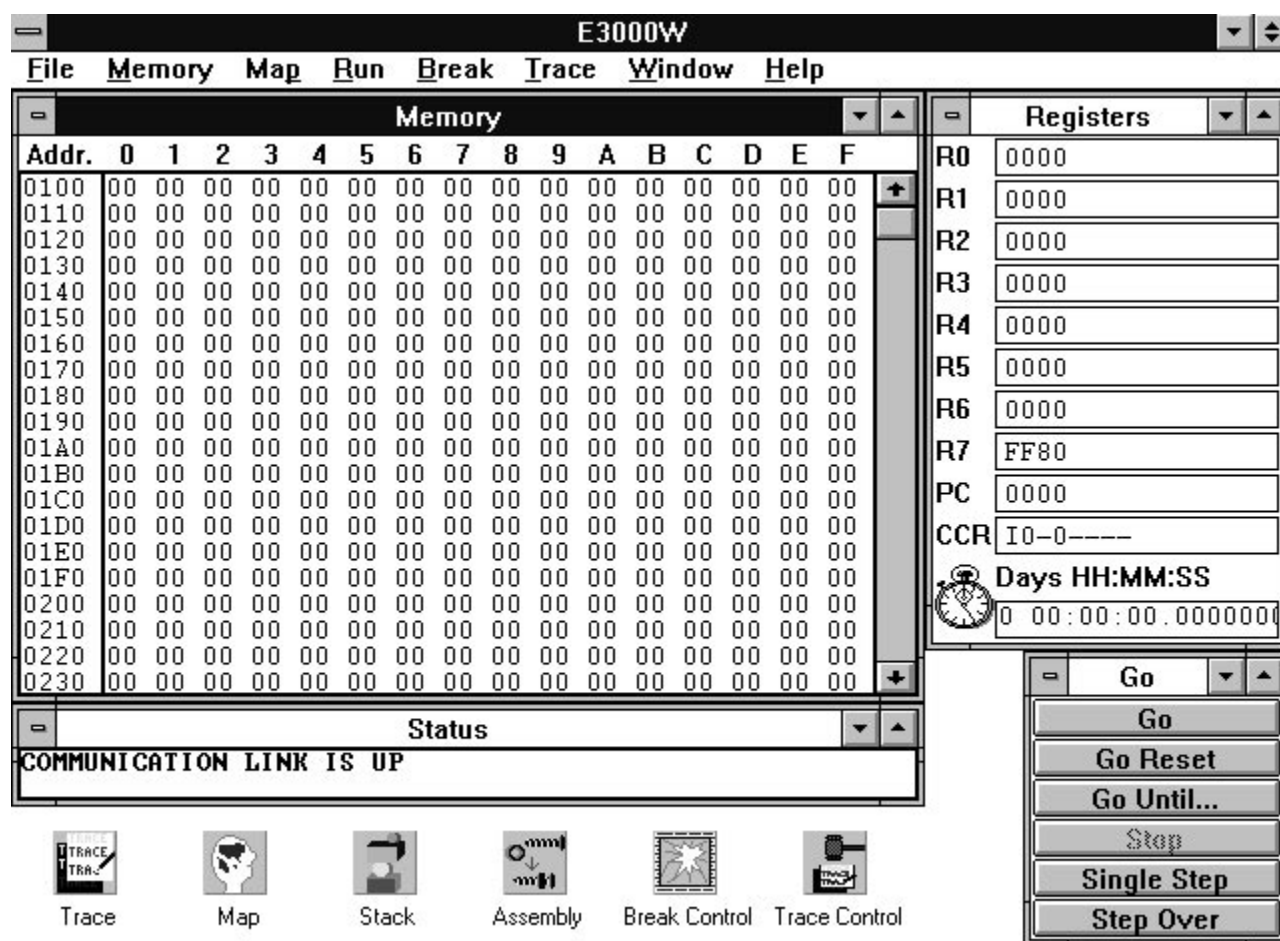 E3000W
File Memory Map Run Break Trace Window Help
Memory
Addr. 0 1 2 3 4 5 6 7 8 9 A B C D E F
0100 00 00 00 00 00 00 00 00 00 00 00 00 00 00 00 00
0110 00 00 00 00 00 00 00 00 00 00 00 00 00 00 00 00
0120 00 00 00 00 00 00 00 00 00 00 00 00 00 00 00 00
0130 00 00 00 00 00 00 00 00 00 00 00 00 00 00 00 00
0140 00 00 00 00 00 00 00 00 00 00 00 00 00 00 00 00
0150 00 00 00 00 00 00 00 00 00 00 00 00 00 00 00 00
0160 00 00 00 00 00 00 00 00 00 00 00 00 00 00 00 00
0170 00 00 00 00 00 00 00 00 00 00 00 00 00 00 00 00
0180 00 00 00 00 00 00 00 00 00 00 00 00 00 00 00 00
0190 00 00 00 00 00 00 00 00 00 00 00 00 00 00 00 00
01A0 00 00 00 00 00 00 00 00 00 00 00 00 00 00 00 00
01B0 00 00 00 00 00 00 00 00 00 00 00 00 00 00 00 00
01C0 00 00 00 00 00 00 00 00 00 00 00 00 00 00 00 00
01D0 00 00 00 00 00 00 00 00 00 00 00 00 00 00 00 00
01E0 00 00 00 00 00 00 00 00 00 00 00 00 00 00 00 00
01F0 00 00 00 00 00 00 00 00 00 00 00 00 00 00 00 00
0200 00 00 00 00 00 00 00 00 00 00 00 00 00 00 00 00
0210 00 00 00 00 00 00 00 00 00 00 00 00 00 00 00 00
0220 00 00 00 00 00 00 00 00 00 00 00 00 00 00 00 00
0230 00 00 00 00 00 00 00 00 00 00 00 00 00 00 00 00
Registers
R0 0000
R1 0000
R2 0000
R3 0000
R4 0000
R5 0000
R6 0000
R7 FF80
PC 0000
CCR I0-0----
Days HH:MM:SS
0 00:00:00.000000
Status
COMMUNICATION LINK IS UP
Go
Go
Go Reset
Go Until...
Stop
Single Step
Step Over
TRACE
TRACE
TRA
Trace
Map
Stack
Assembly
Break Control
Trace Control